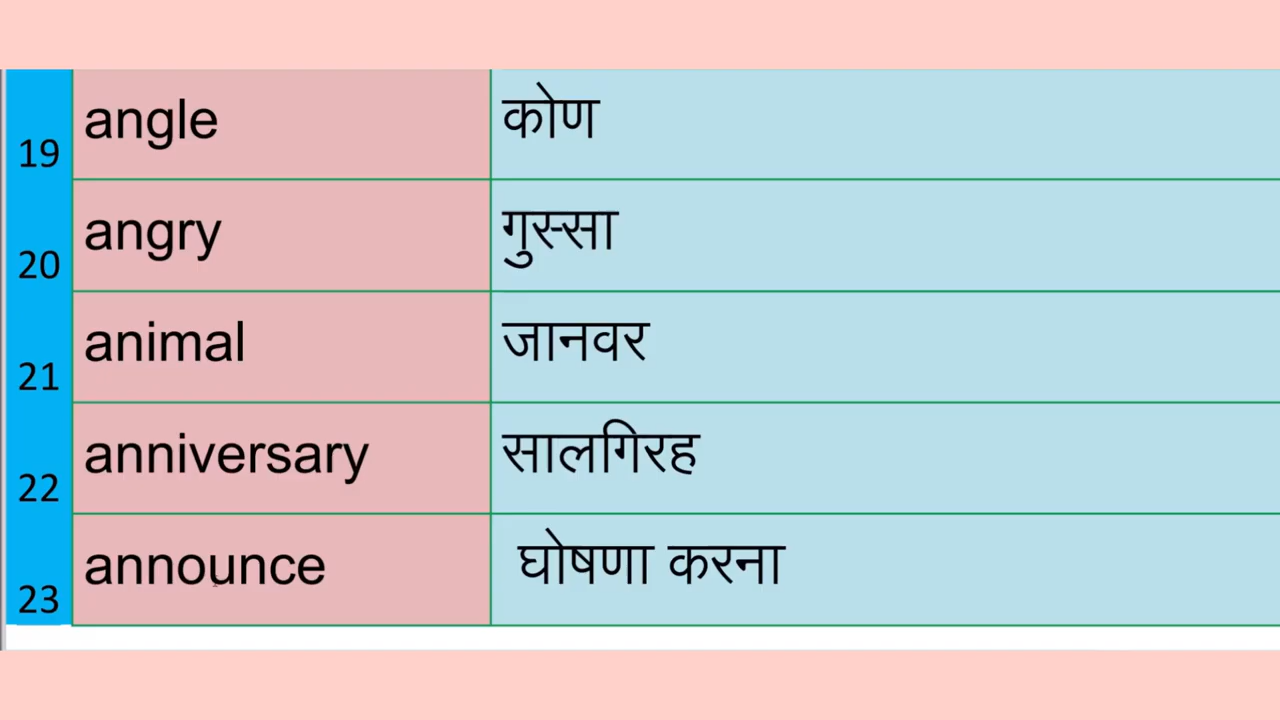 19 angle कोण
20 angry गुस्सा
21 animal जानवर
22 anniversary सालगिरह
23 announce घोषणा करना